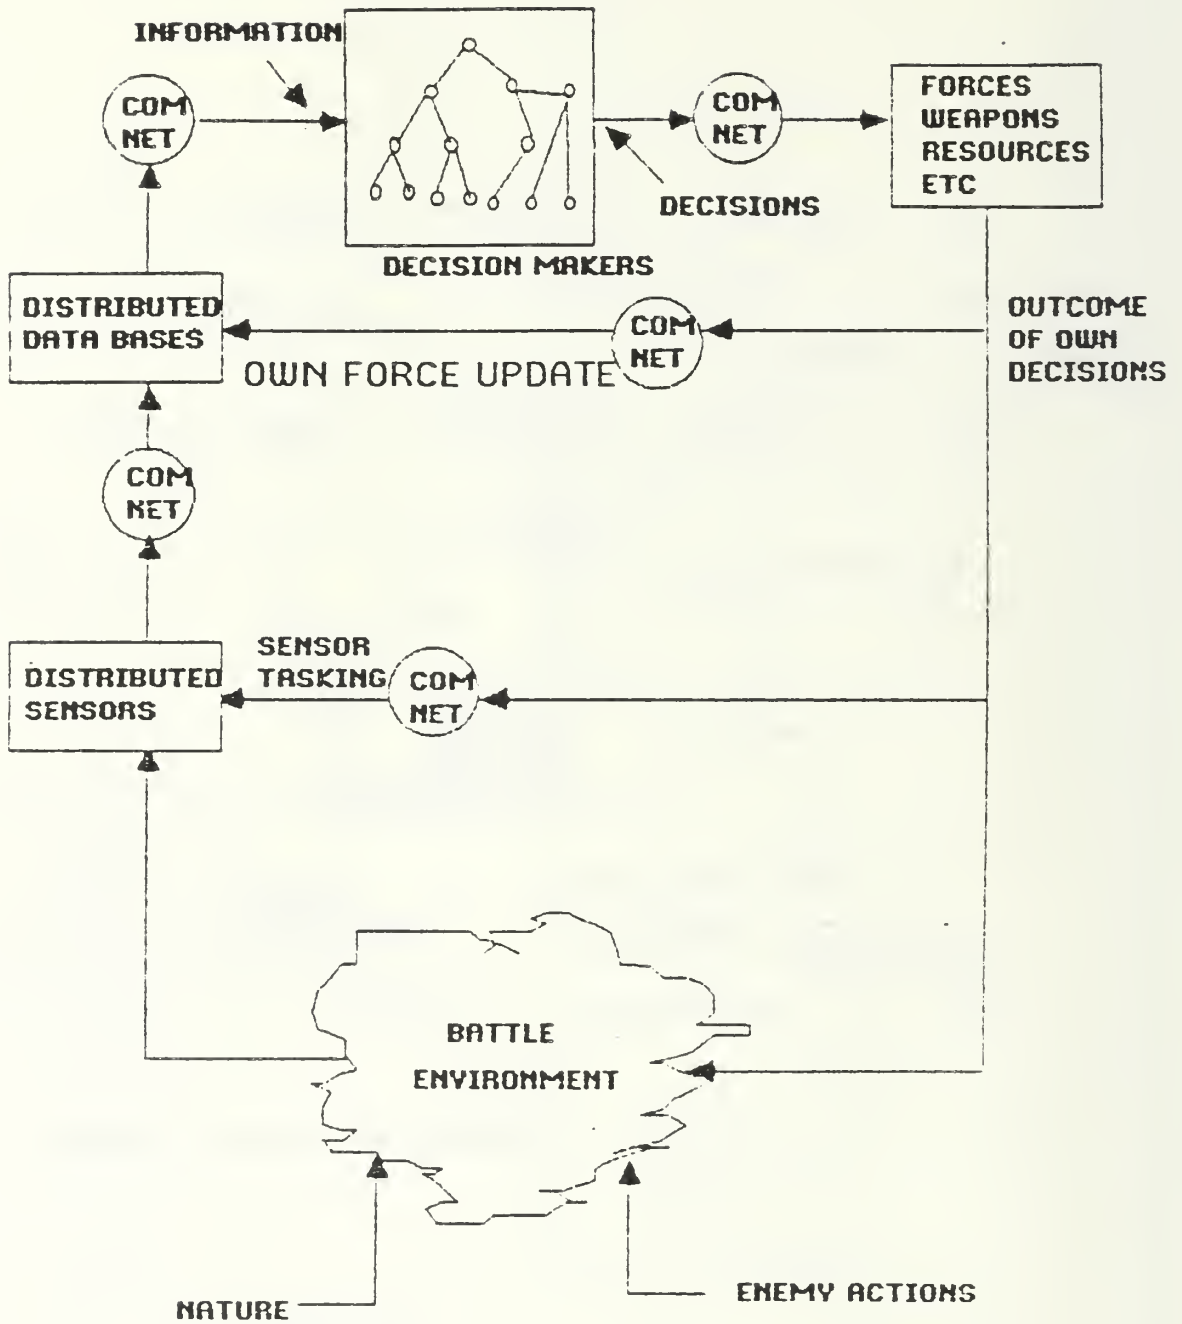 INFORMATION
COM
NET
COM
NET
FORCES
WEAPONS
RESOURCES
ETC
DECISIONS
DECISION MAKERS
DISTRIBUTED
DATA BASES
COM
NET
OWN FORCE UPDATE
OUTCOME
OF OWN
DECISIONS
COM
NET
SENSOR
TASKING
COM
NET
DISTRIBUTED
SENSORS
BATTLE
ENVIRONMENT
NATURE
ENEMY ACTIONS